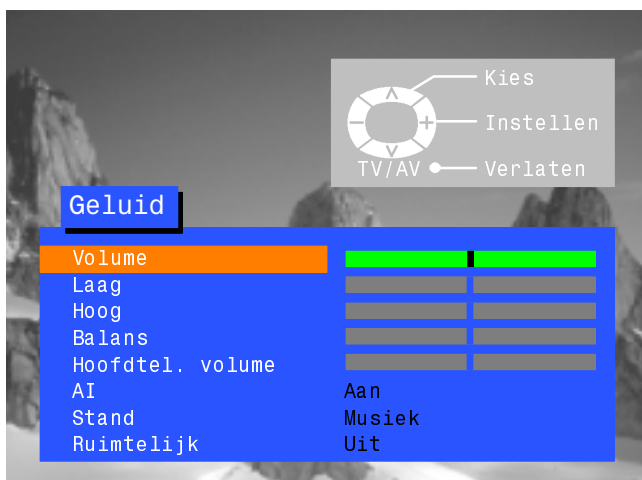 Kies
Instellen
TV/AV Verlaten
Geluid
Volume
Laag
Hoog
Balans
Hoofdtel. volume
AI Aan
Stand Musiek
Ruimtelijk Uit